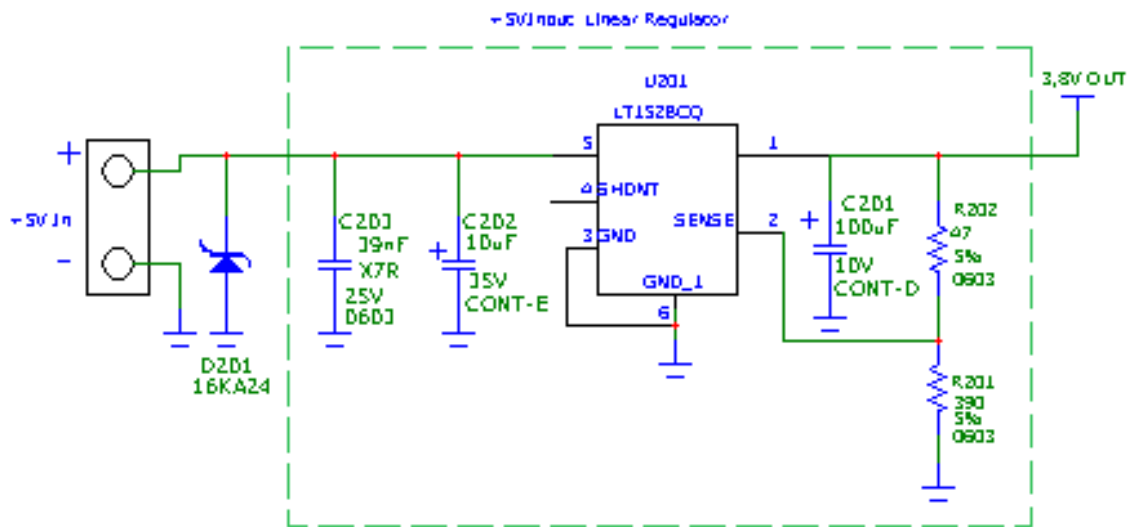 +5VInput Linear Regulator
U201
LT1528CQ
3,8V OUT
+
+5V In
-
5
4
SHDNT
3
GND
GND_1
6
SENSE
1
2
C203
39nF
X7R
25V
0603
+
C202
10uF
35V
CONT-E
+
C201
100uF
10V
CONT-D
R202
47
5%
0603
R201
390
5%
0603
D201
16KA24